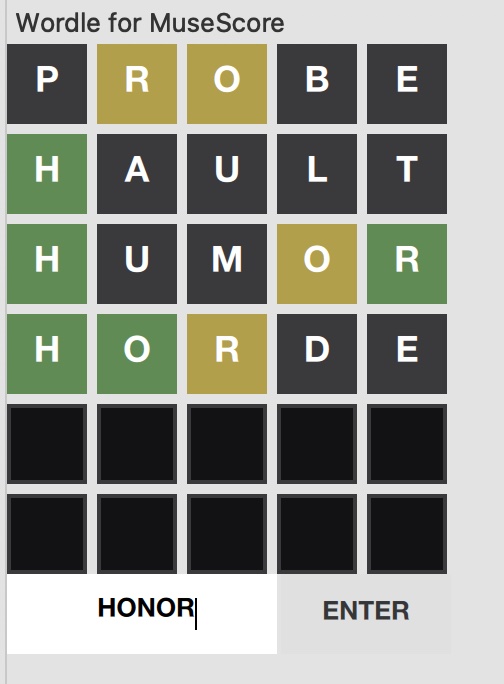 Wordle for MuseScore
P R O B E
H A U L T
H U M O R
H O R D E
HONOR ENTER